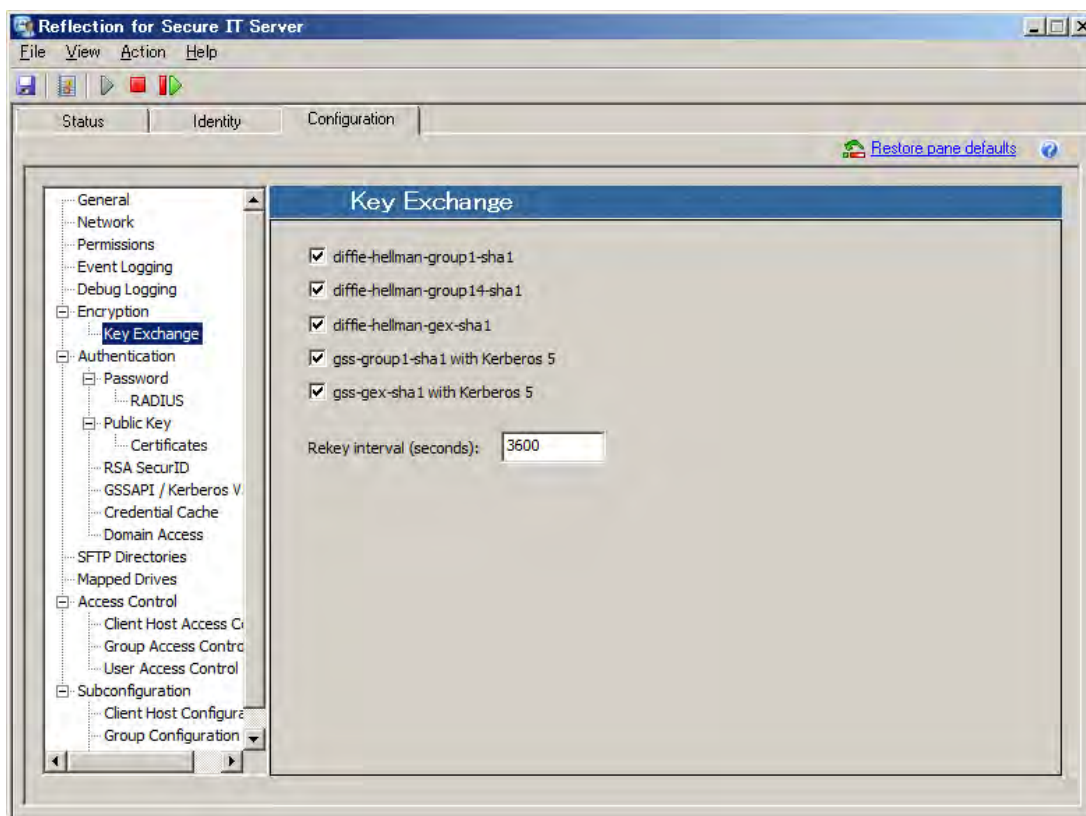 Reflection for Secure IT Server
File View Action Help
Status Identity Configuration
Restore pane defaults
General
Network
Permissions
Event Logging
Debug Logging
Encryption
Key Exchange
Authentication
Password
RADIUS
Public Key
Certificates
RSA SecurID
GSSAPI / Kerberos V
Credential Cache
Domain Access
SFTP Directories
Mapped Drives
Access Control
Client Host Access C
Group Access Contro
User Access Control
Subconfiguration
Client Host Configura
Group Configuration
Key Exchange
diffie-hellman-group1-sha1
diffie-hellman-group14-sha1
diffie-hellman-gex-sha1
gss-group1-sha1 with Kerberos 5
gss-gex-sha1 with Kerberos 5
Rekey interval (seconds): 3600